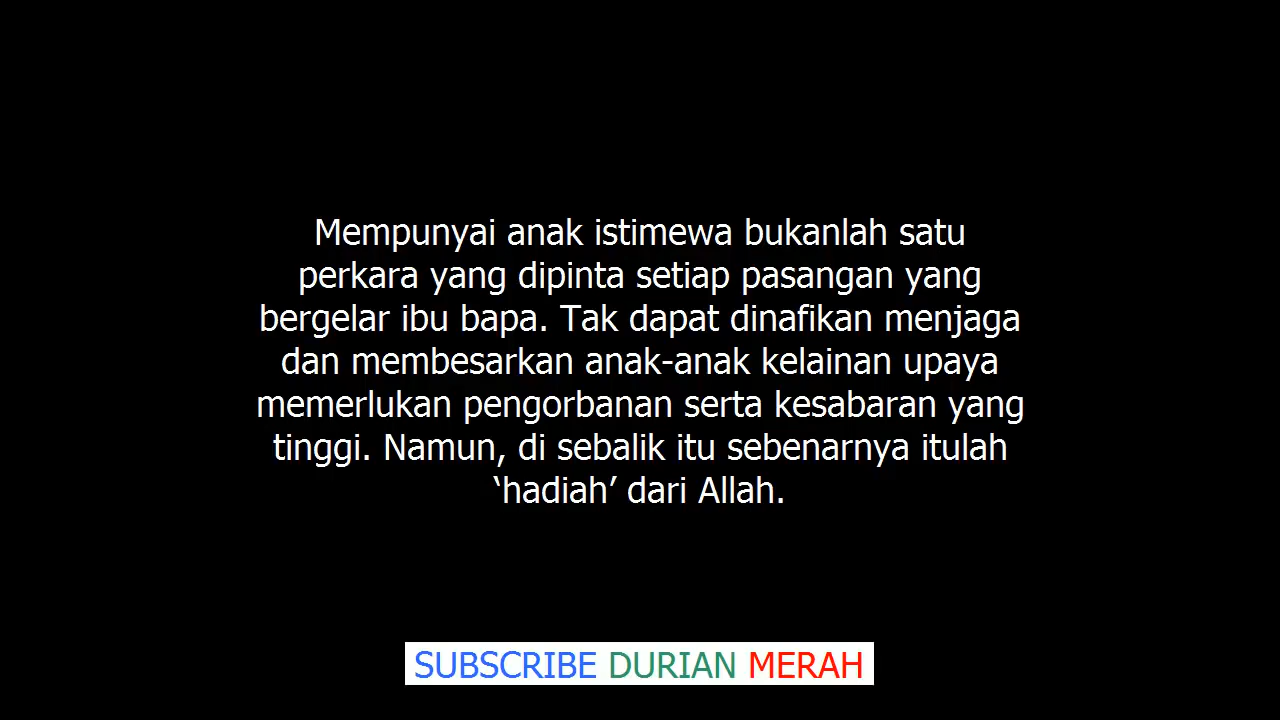 Mempunyai anak istimewa bukanlah satu
perkara yang dipinta setiap pasangan yang
bergelar ibu bapa. Tak dapat dinafikan menjaga
dan membesarkan anak-anak kelainan upaya
memerlukan pengorbanan serta kesabaran yang
tinggi. Namun, di sebalik itu sebenarnya itulah
‘hadiah’ dari Allah.
SUBSCRIBE DURIAN MERAH